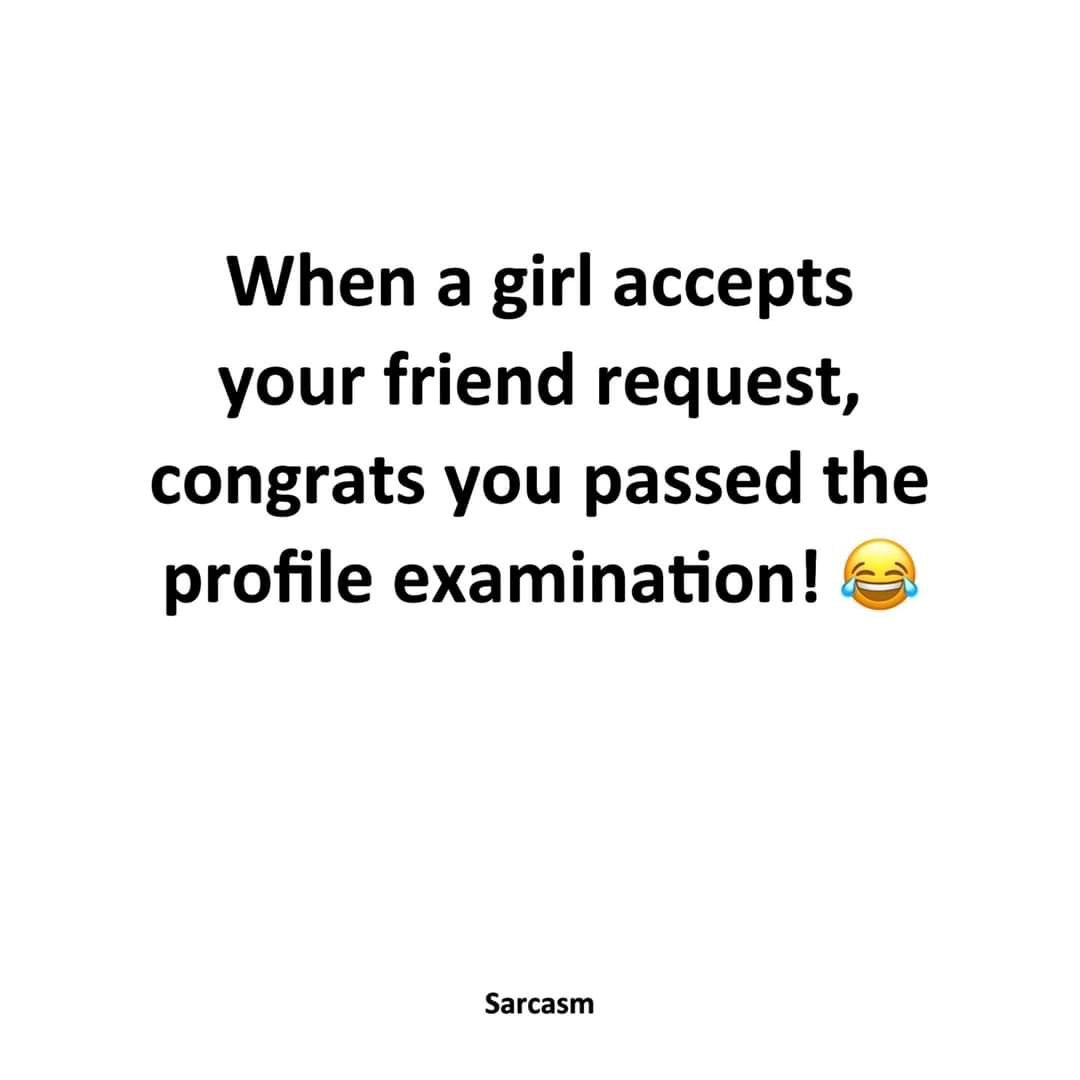 When a girl accepts
your friend request,
congrats you passed the
profile examination! 😂
Sarcasm